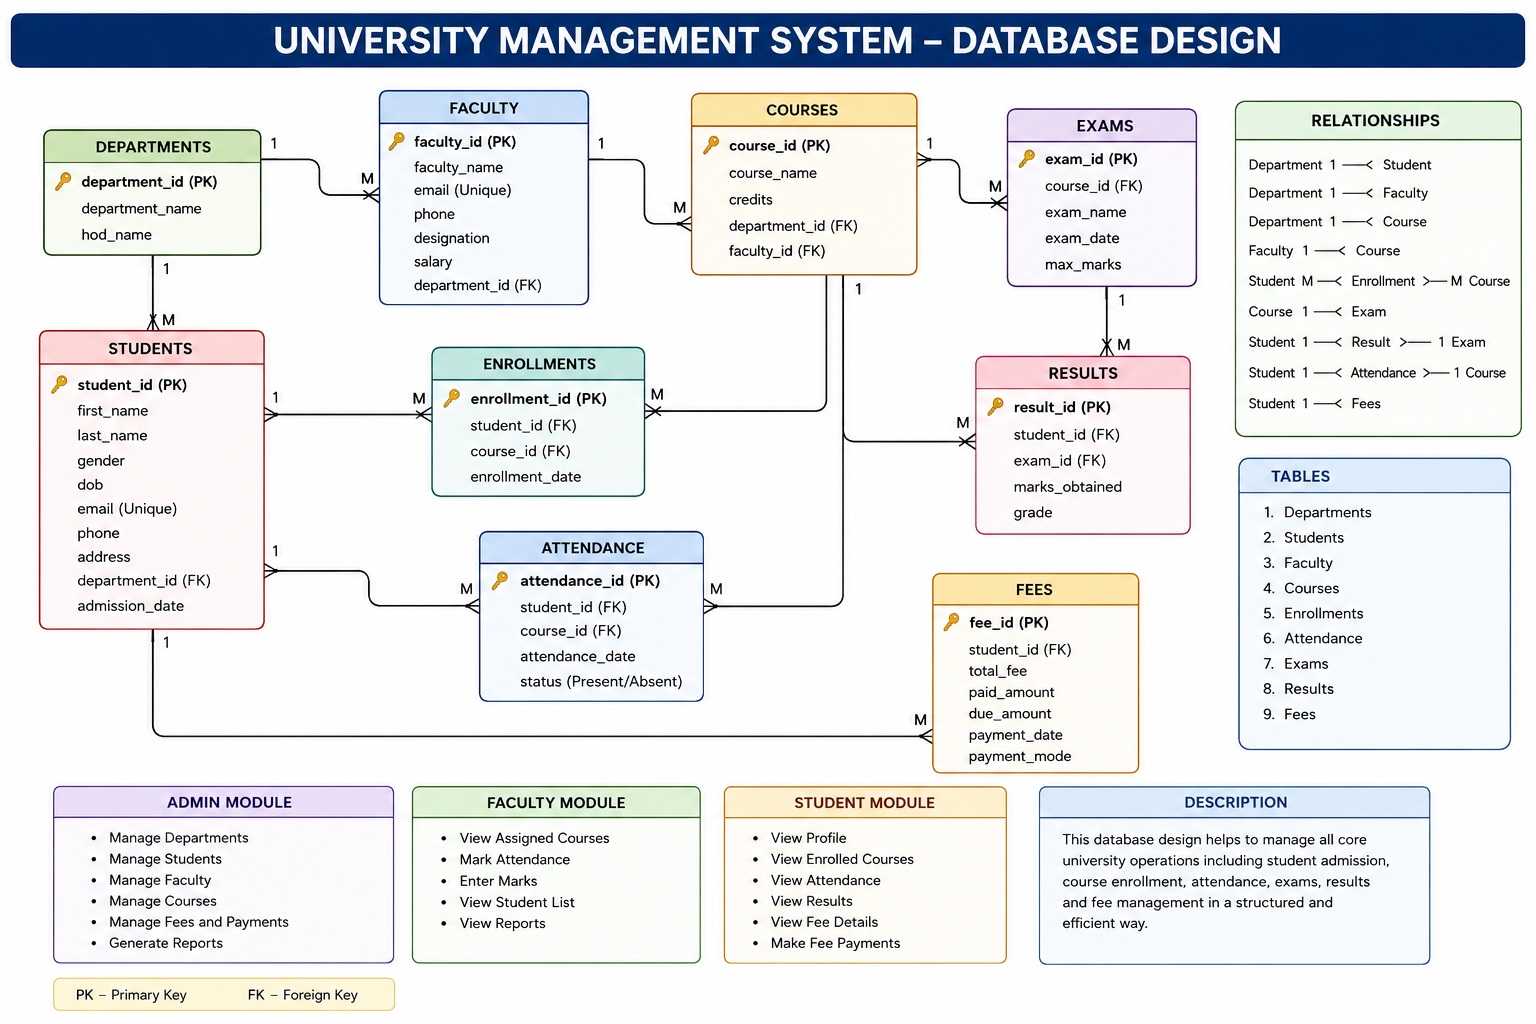 UNIVERSITY MANAGEMENT SYSTEM – DATABASE DESIGN
DEPARTMENTS
department_id (PK)
department_name
hod_name
1
M
1
M
FACULTY
faculty_id (PK)
faculty_name
email (Unique)
phone
designation
salary
department_id (FK)
1
M
COURSES
course_id (PK)
course_name
credits
department_id (FK)
faculty_id (FK)
1
M
1
EXAMS
exam_id (PK)
course_id (FK)
exam_name
exam_date
max_marks
1
M
RELATIONSHIPS
Department 1 —< Student
Department 1 —< Faculty
Department 1 —< Course
Faculty 1 —< Course
Student M —< Enrollment >— M Course
Course 1 —< Exam
Student 1 —< Result >— 1 Exam
Student 1 —< Attendance >— 1 Course
Student 1 —< Fees
STUDENTS
student_id (PK)
first_name
last_name
gender
dob
email (Unique)
phone
address
department_id (FK)
admission_date
1
M
1
M
1
M
ENROLLMENTS
enrollment_id (PK)
student_id (FK)
course_id (FK)
enrollment_date
M
RESULTS
result_id (PK)
student_id (FK)
exam_id (FK)
marks_obtained
grade
M
ATTENDANCE
attendance_id (PK)
student_id (FK)
course_id (FK)
attendance_date
status (Present/Absent)
M
FEES
fee_id (PK)
student_id (FK)
total_fee
paid_amount
due_amount
payment_date
payment_mode
TABLES
1. Departments
2. Students
3. Faculty
4. Courses
5. Enrollments
6. Attendance
7. Exams
8. Results
9. Fees
ADMIN MODULE
• Manage Departments
• Manage Students
• Manage Faculty
• Manage Courses
• Manage Fees and Payments
• Generate Reports
FACULTY MODULE
• View Assigned Courses
• Mark Attendance
• Enter Marks
• View Student List
• View Reports
STUDENT MODULE
• View Profile
• View Enrolled Courses
• View Attendance
• View Results
• View Fee Details
• Make Fee Payments
DESCRIPTION
This database design helps to manage all core
university operations including student admission,
course enrollment, attendance, exams, results
and fee management in a structured and
efficient way.
PK – Primary Key FK – Foreign Key